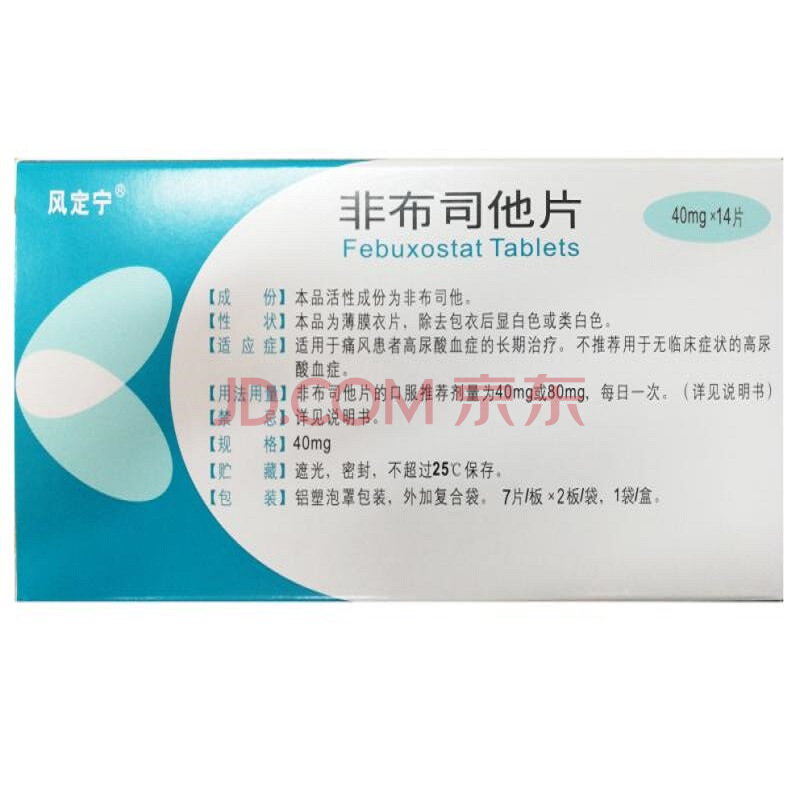 风定宁®
非布司他片
Febuxostat Tablets
40mg×14片
【成 份】本品活性成份为非布司他。
【性 状】本品为薄膜衣片，除去包衣后显白色或类白色。
【适应症】适用于痛风患者高尿酸血症的长期治疗。不推荐用于无临床症状的高尿
酸血症。
JD.COM 京东
【用法用量】非布司他片的口服推荐剂量为40mg或80mg，每日一次。（详见说明书）
【禁 忌】详见说明书。
【规 格】40mg
【贮 藏】遮光，密封，不超过25℃保存。
【包 装】铝塑泡罩包装，外加复合袋。7片/板×2板/袋，1袋/盒。